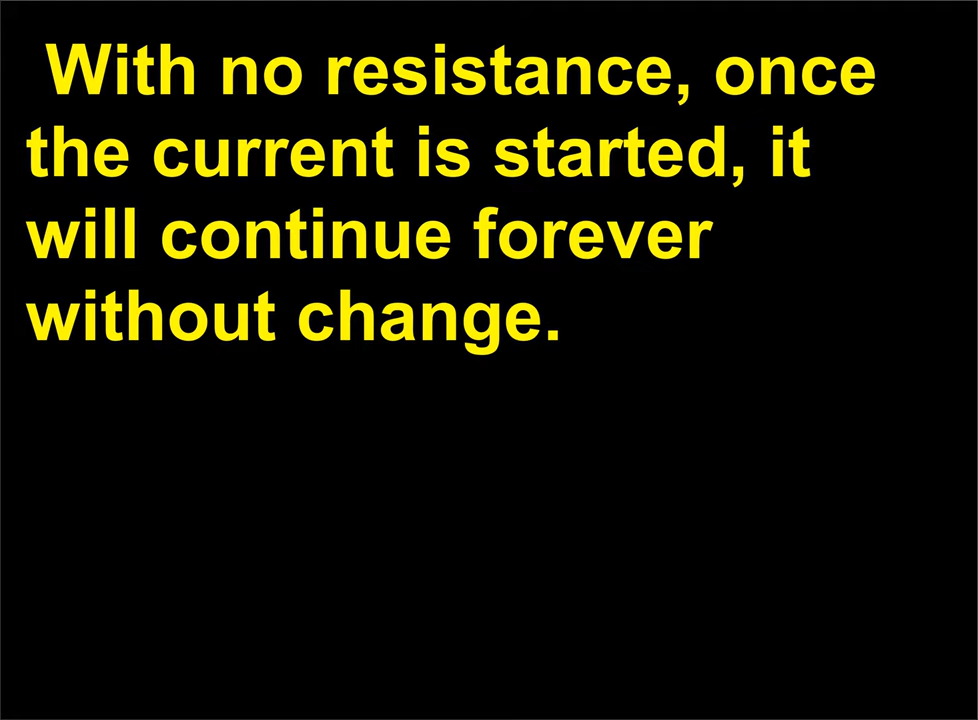 With no resistance, once
the current is started, it
will continue forever
without change.